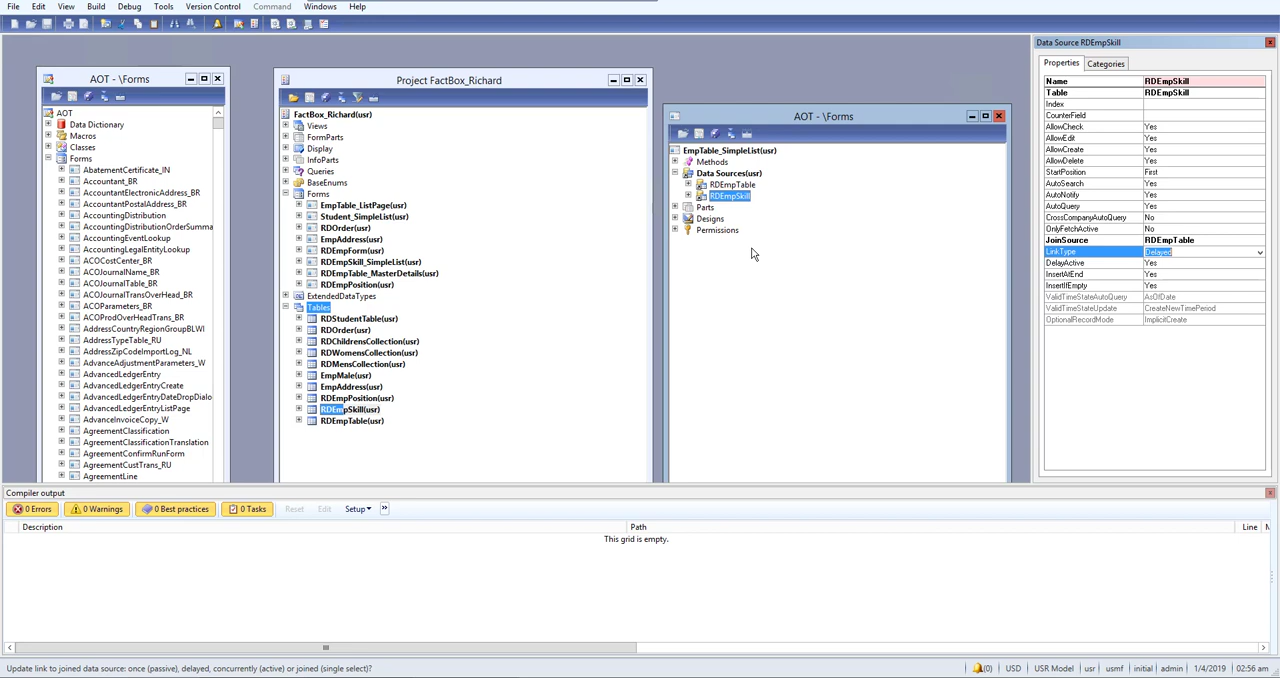 File Edit View Build Debug Tools Version Control Command Windows Help
AOT - \Forms
AOT
Data Dictionary
Macros
Classes
Forms
AbatementCertificate_IN
Accountant_BR
AccountantElectronicAddress_BR
AccountantPostalAddress_BR
AccountingDistribution
AccountingDistributionOrderSumma
AccountingEventLookup
AccountingLegalEntityLookup
ACOCostCenter_BR
ACOJournalName_BR
ACOJournalTable_BR
ACOJournalTransOverHead_BR
ACOParameters_BR
ACOProdOverHeadTrans_BR
AddressCountryRegionGroupBLWI
AddressTypeTable_RU
AddressZipCodeImportLog_NL
AdvanceAdjustmentParameters_W
AdvancedLedgerEntry
AdvancedLedgerEntryCreate
AdvancedLedgerEntryDateDropDialo
AdvancedLedgerEntryListPage
AdvanceInvoiceCopy_W
AgreementClassification
AgreementClassificationTranslation
AgreementConfirmRunForm
AgreementCustTrans_RU
AgreementLine
Project FactBox_Richard(usr)
FactBox_Richard(usr)
Views
FormParts
Display
InfoParts
Queries
BaseEnums
Forms
EmpTable_ListPage(usr)
Student_SimpleList(usr)
RDOrder(usr)
EmpAddress(usr)
RDEmpForm(usr)
RDEmpSkill_SimpleList(usr)
RDEmpTable_MasterDetails(usr)
RDEmpPosition(usr)
ExtendedDataTypes
Tables
RDStudentTable(usr)
RDOrder(usr)
RDChildrensCollection(usr)
RDWomensCollection(usr)
RDMensCollection(usr)
EmpMale(usr)
EmpAddress(usr)
RDEmpPosition(usr)
RDEmpSkill(usr)
RDEmpTable(usr)
AOT - \Forms
EmpTable_SimpleList(usr)
Methods
Data Sources(usr)
RDEmpTable
RDEmpSkill
Parts
Designs
Permissions
Data Source RDEmpSkill
Properties Categories
Name RDEmpSkill
Table RDEmpSkill
Index
CounterField
AllowCheck Yes
AllowEdit Yes
AllowCreate Yes
AllowDelete Yes
StartPosition First
AutoSearch Yes
AutoNotify Yes
AutoQuery Yes
CrossCompanyAutoQuery No
OnlyFetchActive No
JoinSource RDEmpTable
LinkType Delayed
DelayActive Yes
InsertAtEnd Yes
InsertIfEmpty Yes
ValidTimeStateAutoQuery AsOfDate
ValidTimeStateUpdate CreateNewTimePeriod
OptionalRecordMode ImplicitCreate
Compiler output
0 Errors 0 Warnings 0 Best practices 0 Tasks Reset Edit Setup »
Description Path Line
This grid is empty.
Update link to joined data source: once (passive), delayed, concurrently (active) or joined (single select)? (0) USD USR Model usr usmf initial admin 1/4/2019 02:56 am